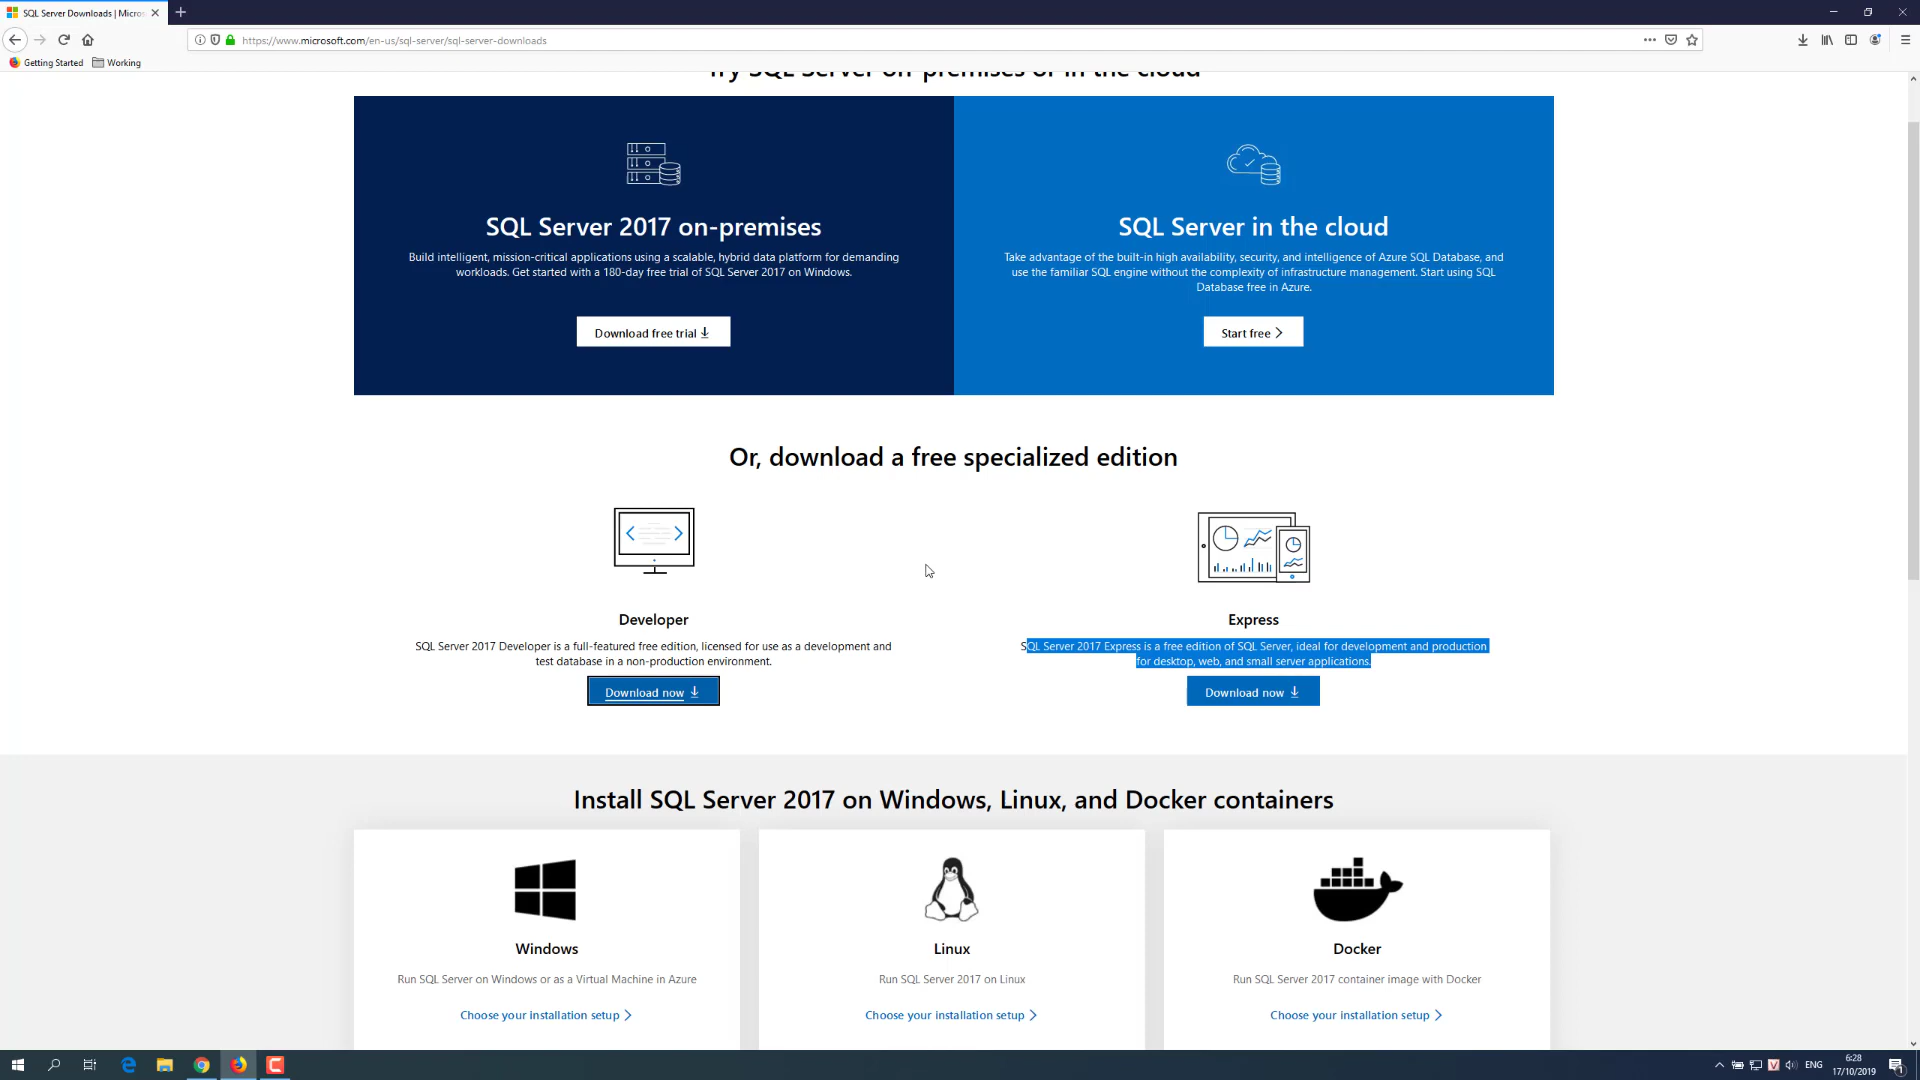 SQL Server Downloads | Micros
https://www.microsoft.com/en-us/sql-server/sql-server-downloads
Getting Started
Working
Try SQL Server on-premises or in the cloud
SQL Server 2017 on-premises
Build intelligent, mission-critical applications using a scalable, hybrid data platform for demanding
workloads. Get started with a 180-day free trial of SQL Server 2017 on Windows.
Download free trial
SQL Server in the cloud
Take advantage of the built-in high availability, security, and intelligence of Azure SQL Database, and
use the familiar SQL engine without the complexity of infrastructure management. Start using SQL
Database free in Azure.
Start free
Or, download a free specialized edition
Developer
SQL Server 2017 Developer is a full-featured free edition, licensed for use as a development and
test database in a non-production environment.
Download now
Express
SQL Server 2017 Express is a free edition of SQL Server, ideal for development and production
for desktop, web, and small server applications.
Download now
Install SQL Server 2017 on Windows, Linux, and Docker containers
Windows
Run SQL Server on Windows or as a Virtual Machine in Azure
Choose your installation setup
Linux
Run SQL Server 2017 on Linux
Choose your installation setup
Docker
Run SQL Server 2017 container image with Docker
Choose your installation setup
V
ENG
6:28
17/10/2019
1